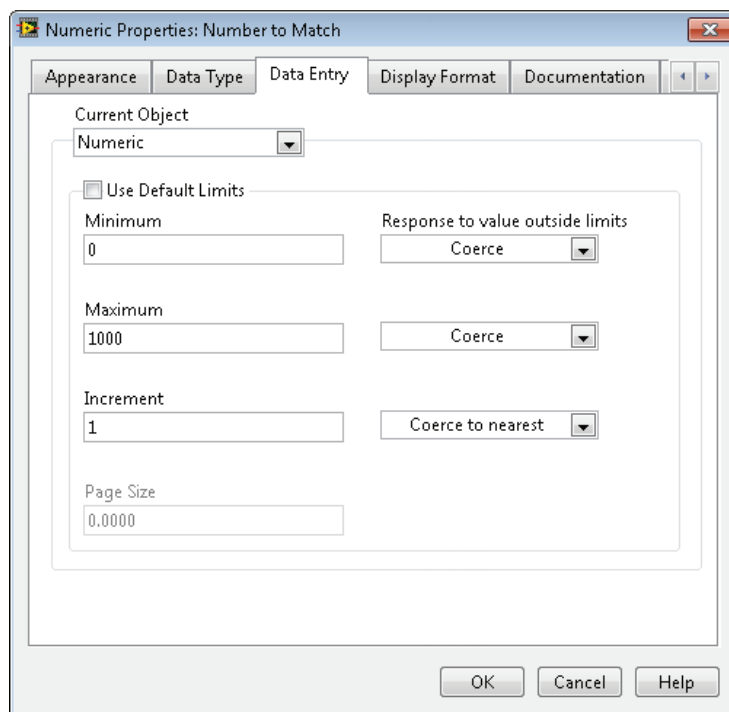 Numeric Properties: Number to Match
Appearance Data Type Data Entry Display Format Documentation
Current Object
Numeric
Use Default Limits
Minimum Response to value outside limits
0 Coerce
Maximum
1000 Coerce
Increment
1 Coerce to nearest
Page Size
0.0000
OK Cancel Help